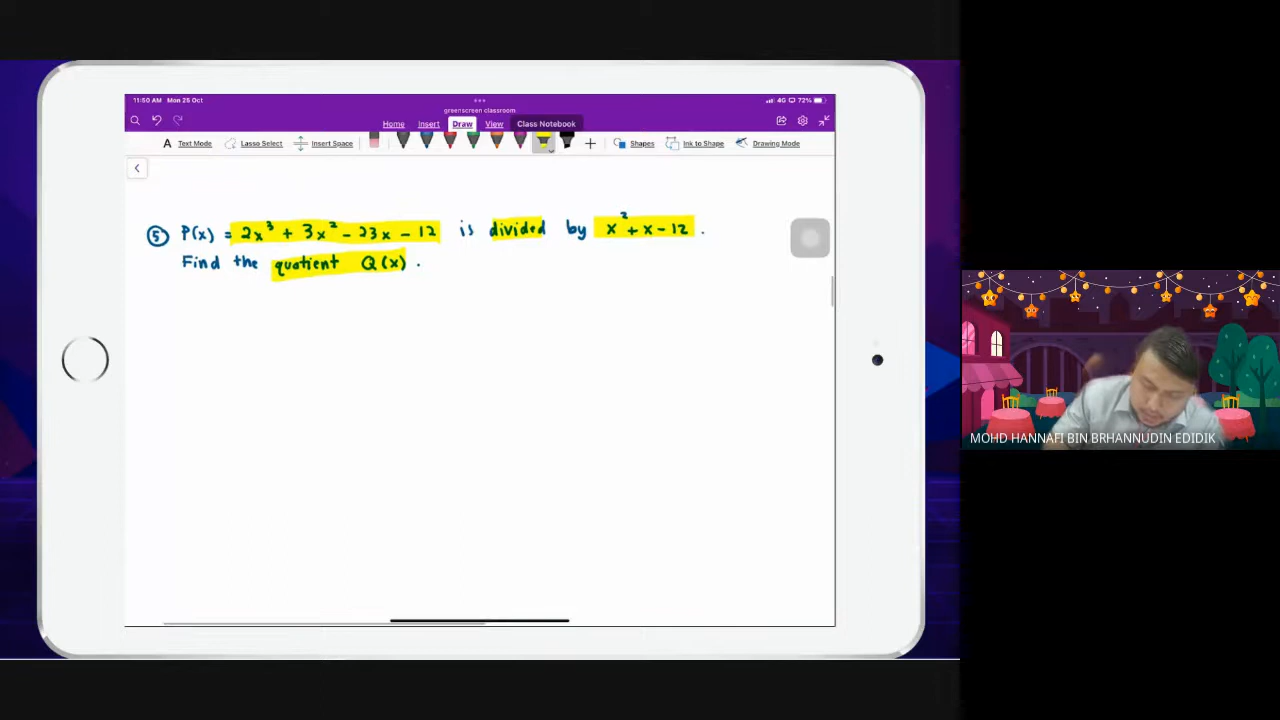 11:50 AM Mon 25 Oct
4G 72%
greenscreen classroom
Home Insert Draw View Class Notebook
A Text Mode Lasso Select Insert Space Shapes Ink to Shape Drawing Mode
⑤ P(x) = 2x³ + 3x² - 23x - 12 is divided by x² + x - 12 .
Find the quotient Q(x) .
MOHD HANNAFI BIN BRHANNUDIN EDIDIK